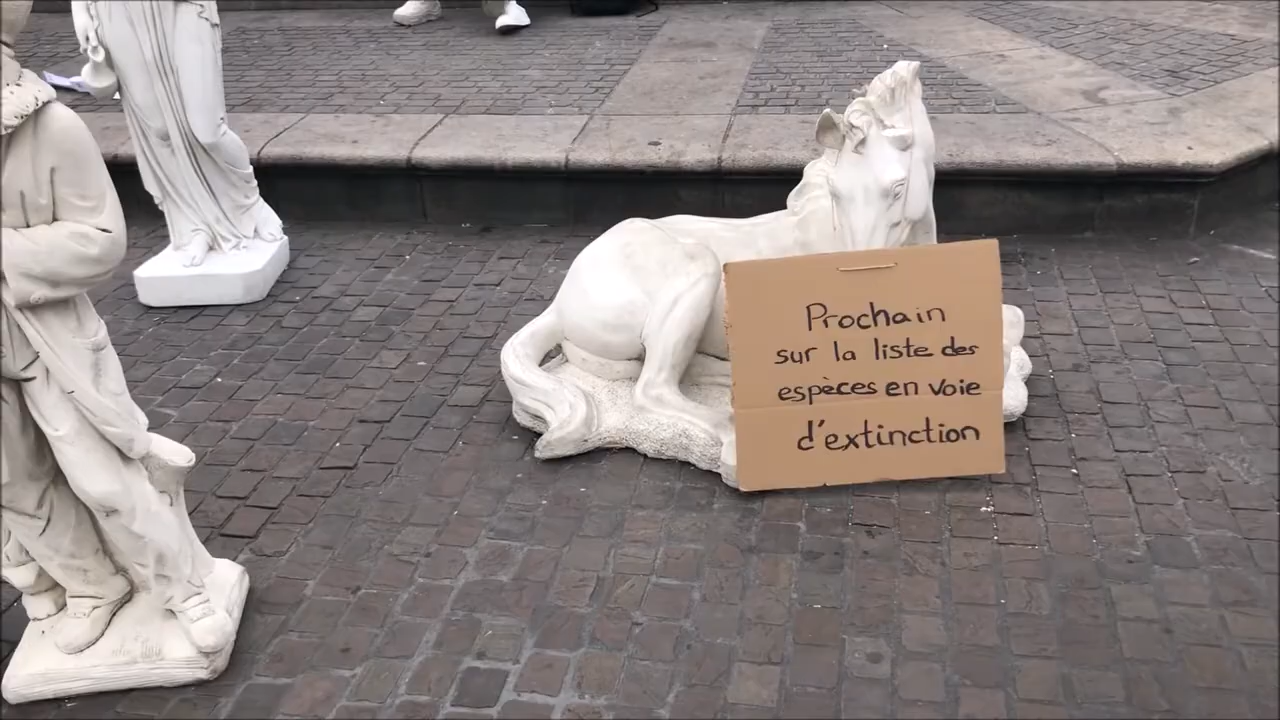 Prochain
sur la liste des
espèces en voie
d'extinction